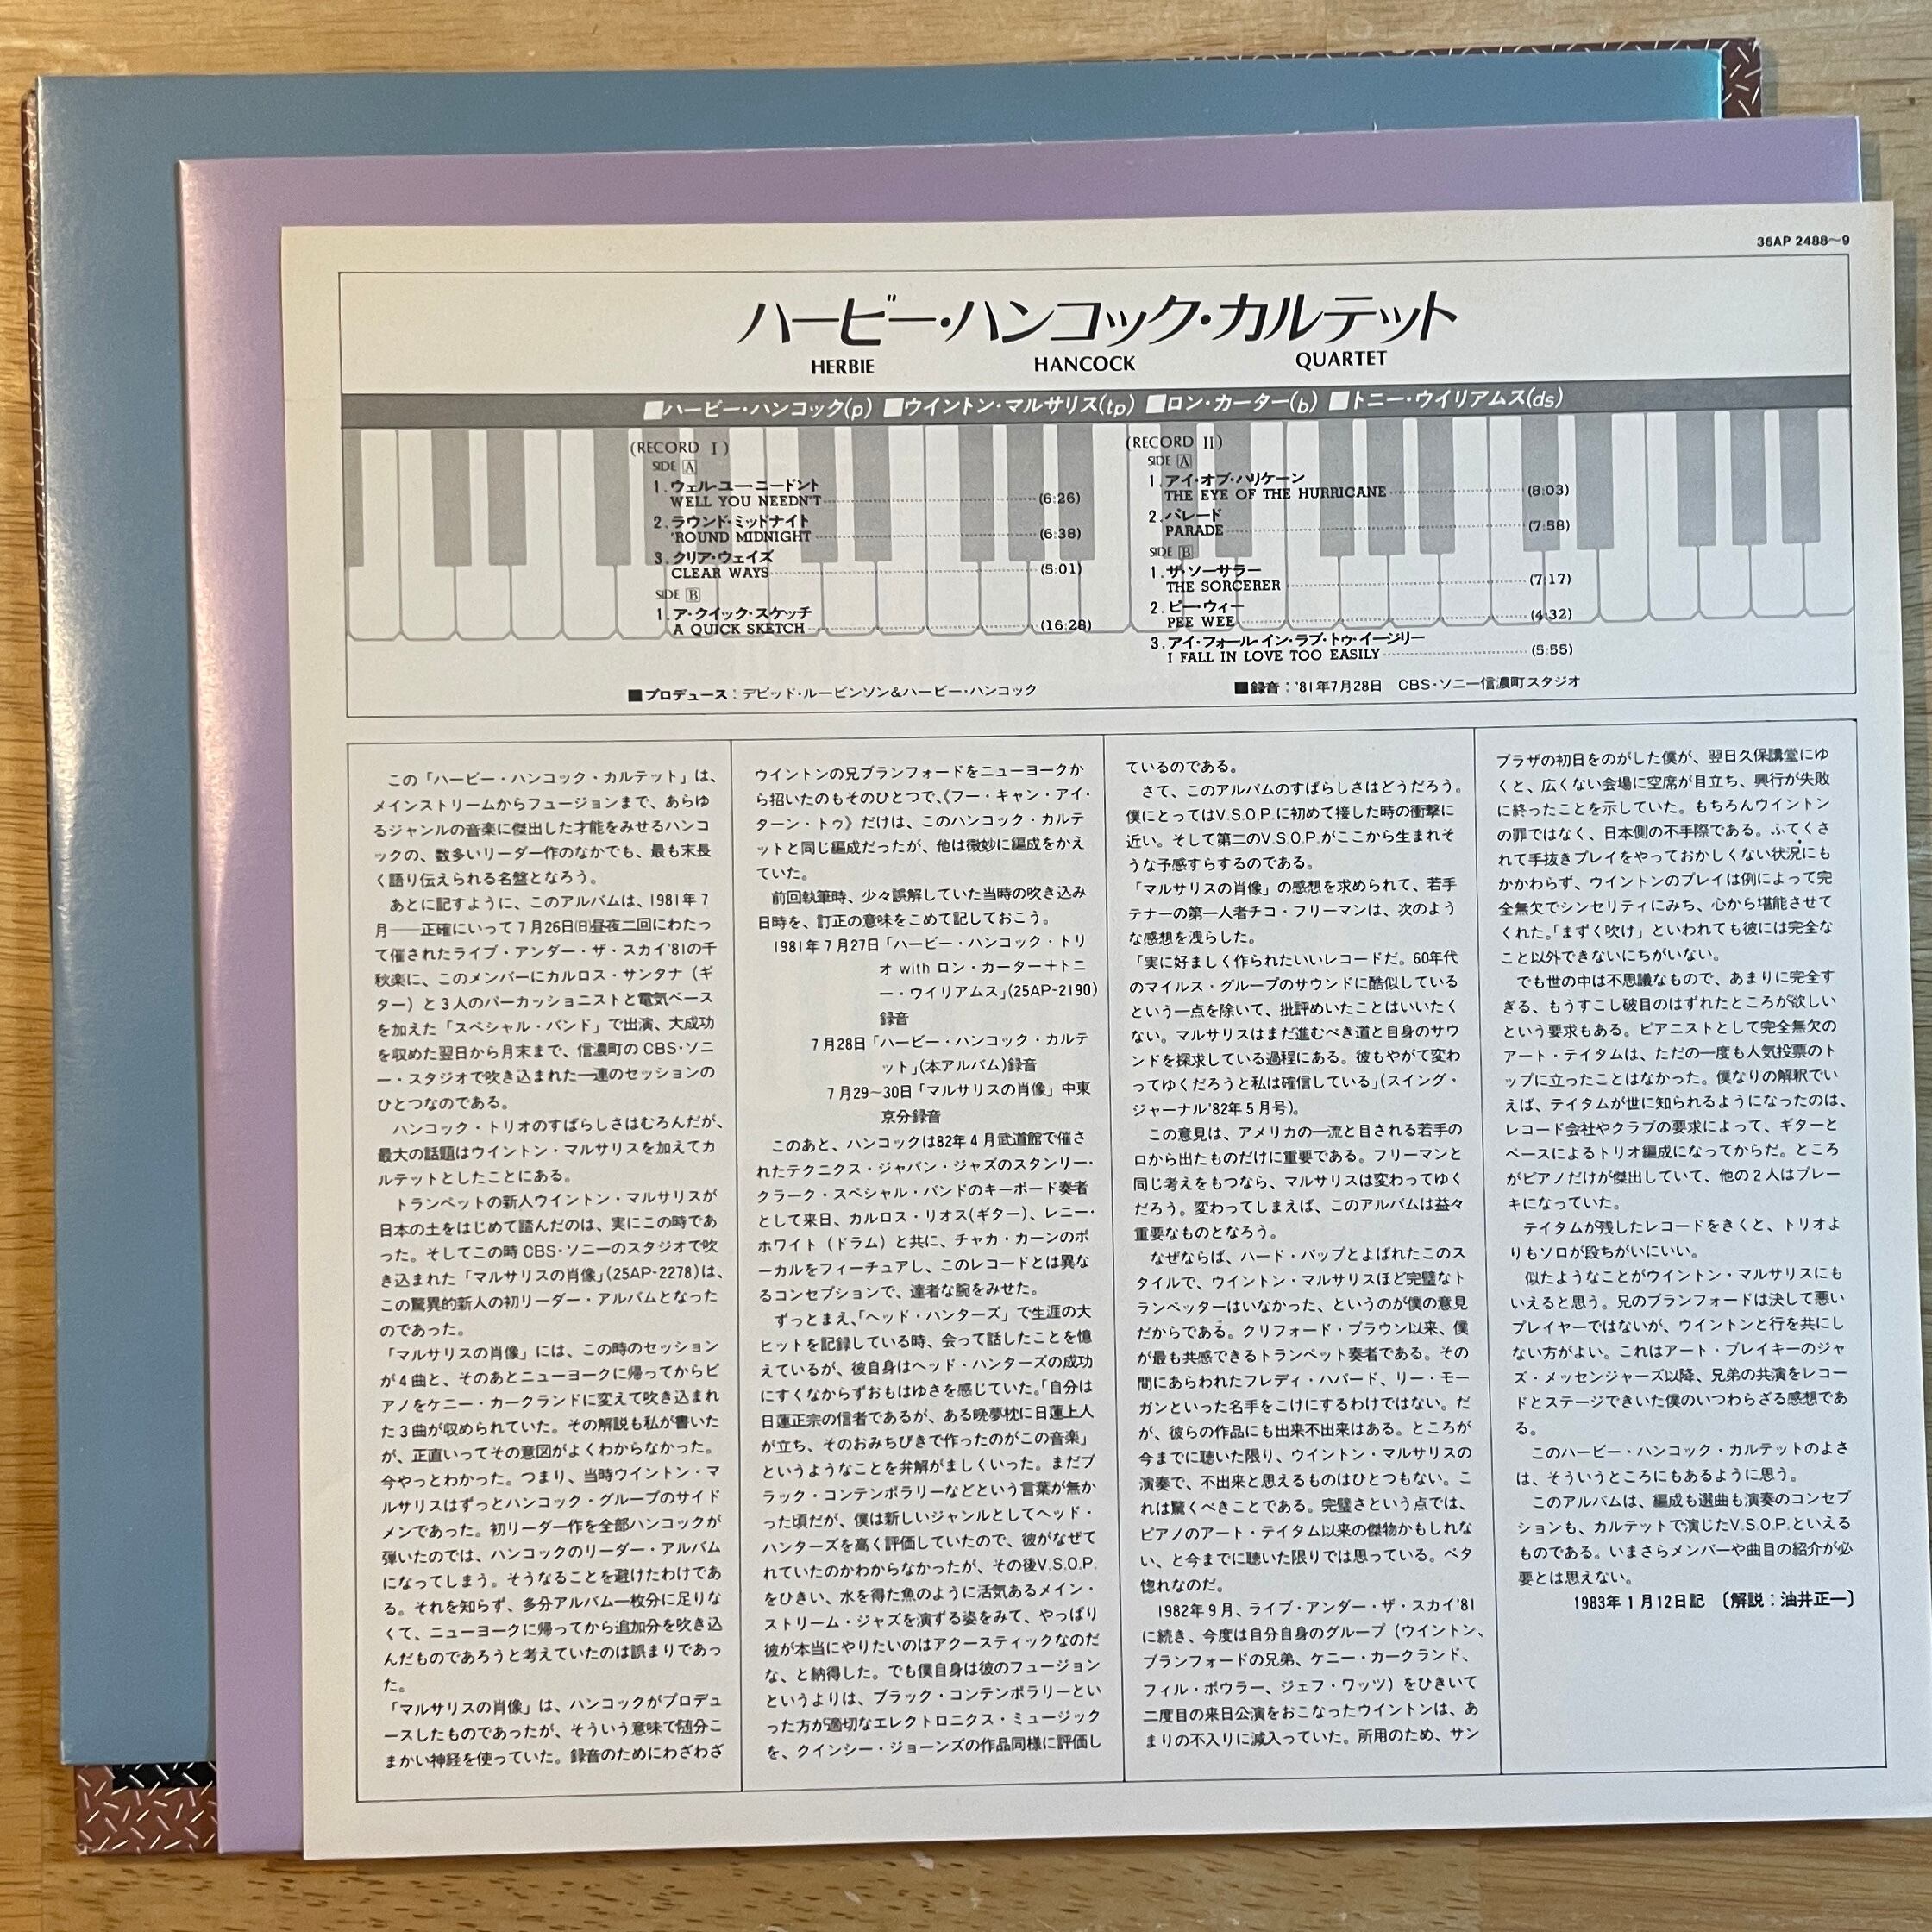 36AP 2488〜9
ハービー・ハンコック・カルテット
HERBIE HANCOCK QUARTET
■ハービー・ハンコック(p) ■ウイントン・マルサリス(tp) ■ロン・カーター(b) ■トニー・ウイリアムス(ds)
(RECORD I)
SIDE A
1.ウェル・ユー・ニードント
WELL YOU NEEDN'T (6:26)
2.ラウンド・ミッドナイト
'ROUND MIDNIGHT (6:38)
3.クリア・ウェイズ
CLEAR WAYS (5:01)
SIDE B
1.ア・クイック・スケッチ
A QUICK SKETCH (16:28)
(RECORD II)
SIDE A
1.アイ・オブ・ハリケーン
THE EYE OF THE HURRICANE (8:03)
2.パレード
PARADE (7:58)
SIDE B
1.ザ・ソーサラー
THE SORCERER (7:17)
2.ピー・ウィー
PEE WEE (4:32)
3.アイ・フォール・イン・ラブ・トゥ・イージリー
I FALL IN LOVE TOO EASILY (5:55)
■プロデュース：デビッド・ルービンソン&ハービー・ハンコック
■録音：'81年7月28日 CBS・ソニー信濃町スタジオ
この「ハービー・ハンコック・カルテット」は、
メインストリームからフュージョンまで、あらゆ
るジャンルの音楽に傑出した才能をみせるハンコ
ックの、数多いリーダー作のなかでも、最も末長
く語り伝えられる名盤となろう。
あとに記すように、このアルバムは、1981年7
月──正確にいって7月26日(日)昼夜二回にわたっ
て催されたライブ・アンダー・ザ・スカイ'81の千
秋楽に、このメンバーにカルロス・サンタナ（ギ
ター）と3人のパーカッショニストと電気ベース
を加えた「スペシャル・バンド」で出演、大成功
を収めた翌日から月末まで、信濃町の CBS・ソニ
ー・スタジオで吹き込まれた一連のセッションの
ひとつなのである。
ハンコック・トリオのすばらしさはむろんだが、
最大の話題はウイントン・マルサリスを加えてカ
ルテットとしたことにある。
トランペットの新人ウイントン・マルサリスが
日本の土をはじめて踏んだのは、実にこの時であ
った。そしてこの時 CBS・ソニーのスタジオで吹
き込まれた「マルサリスの肖像」(25AP-2278)は、
この驚異的新人の初リーダー・アルバムとなった
のであった。
「マルサリスの肖像」には、この時のセッション
が4曲と、そのあとニューヨークに帰ってからピ
アノをケニー・カークランドに変えて吹き込まれ
た3曲が収められていた。その解説も私が書いた
が、正直いってその意図がよくわからなかった。
今やっとわかった。つまり、当時ウイントン・マ
ルサリスはずっとハンコック・グループのサイド
メンであった。初リーダー作を全部ハンコックが
弾いたのでは、ハンコックのリーダー・アルバム
になってしまう。そうなることを避けたわけであ
る。それを知らず、多分アルバム一枚分に足りな
くて、ニューヨークに帰ってから追加分を吹き込
んだものであろうと考えていたのは誤まりであっ
た。
「マルサリスの肖像」は、ハンコックがプロデュ
ースしたものであったが、そういう意味で随分こ
まかい神経を使っていた。録音のためにわざわざ
ウイントンの兄ブランフォードをニューヨークか
ら招いたのもそのひとつで、《フー・キャン・アイ・
ターン・トゥ》だけは、このハンコック・カルテ
ットと同じ編成だったが、他は微妙に編成をかえ
ていた。
前回執筆時、少々誤解していた当時の吹き込み
日時を、訂正の意味をこめて記しておこう。
1981年7月27日「ハービー・ハンコック・トリ
オ with ロン・カーター＋トニ
ー・ウイリアムス」(25AP-2190)
録音
7月28日「ハービー・ハンコック・カルテ
ット」(本アルバム)録音
7月29〜30日「マルサリスの肖像」中東
京分録音
このあと、ハンコックは82年4月武道館で催さ
れたテクニクス・ジャパン・ジャズのスタンリー・
クラーク・スペシャル・バンドのキーボード奏者
として来日、カルロス・リオス(ギター)、レニー・
ホワイト（ドラム）と共に、チャカ・カーンのボ
ーカルをフィーチュアし、このレコードとは異な
るコンセプションで、達者な腕をみせた。
ずっとまえ、「ヘッド・ハンターズ」で生涯の大
ヒットを記録している時、会って話したことを憶
えているが、彼自身はヘッド・ハンターズの成功
にすくなからずおもはゆさを感じていた。「自分は
日蓮正宗の信者であるが、ある晩夢枕に日蓮上人
が立ち、そのおみちびきで作ったのがこの音楽」
というようなことを弁解がましくいった。まだブ
ラック・コンテンポラリーなどという言葉が無か
った頃だが、僕は新しいジャンルとしてヘッド・
ハンターズを高く評価していたので、彼がなぜて
れていたのかわからなかったが、その後V.S.O.P.
をひきい、水を得た魚のように活気あるメイン・
ストリーム・ジャズを演ずる姿をみて、やっぱり
彼が本当にやりたいのはアクースティックなのだ
な、と納得した。でも僕自身は彼のフュージョン
というよりは、ブラック・コンテンポラリーとい
った方が適切なエレクトロニクス・ミュージック
を、クインシー・ジョーンズの作品同様に評価し
ているのである。
さて、このアルバムのすばらしさはどうだろう。
僕にとってはV.S.O.P.に初めて接した時の衝撃に
近い。そして第二のV.S.O.P.がここから生まれそ
うな予感すらするのである。
「マルサリスの肖像」の感想を求められて、若手
テナーの第一人者チコ・フリーマンは、次のよう
な感想を洩らした。
「実に好ましく作られたいいレコードだ。60年代
のマイルス・グループのサウンドに酷似している
という一点を除いて、批評めいたことはいいたく
ない。マルサリスはまだ進むべき道と自身のサウ
ンドを探求している過程にある。彼もやがて変わ
ってゆくだろうと私は確信している」(スイング・
ジャーナル'82年5月号)。
この意見は、アメリカの一流と目される若手の
口から出たものだけに重要である。フリーマンと
同じ考えをもつなら、マルサリスは変わってゆく
だろう。変わってしまえば、このアルバムは益々
重要なものとなろう。
なぜならば、ハード・バップとよばれたこのス
タイルで、ウイントン・マルサリスほど完璧なト
ランペッターはいなかった、というのが僕の意見
だからである。クリフォード・ブラウン以来、僕
が最も共感できるトランペット奏者である。その
間にあらわれたフレディ・ハバード、リー・モー
ガンといった名手をこけにするわけではない。だ
が、彼らの作品にも出来不出来はある。ところが
今までに聴いた限り、ウイントン・マルサリスの
演奏で、不出来と思えるものはひとつもない。こ
れは驚くべきことである。完璧さという点では、
ピアノのアート・テイタム以来の傑物かもしれな
い、と今までに聴いた限りでは思っている。ベタ
惚れなのだ。
1982年9月、ライブ・アンダー・ザ・スカイ'81
に続き、今度は自分自身のグループ（ウイントン、
ブランフォードの兄弟、ケニー・カークランド、
フィル・ボウラー、ジェフ・ワッツ）をひきいて
二度目の来日公演をおこなったウイントンは、あ
まりの不入りに滅入っていた。所用のため、サン
プラザの初日をのがした僕が、翌日久保講堂にゆ
くと、広くない会場に空席が目立ち、興行が失敗
に終ったことを示していた。もちろんウイントン
の罪ではなく、日本側の不手際である。ふてくさ
れて手抜きプレイをやっておかしくない状況にも
かかわらず、ウイントンのプレイは例によって完
全無欠でシンセリティにみち、心から堪能させて
くれた。「まずく吹け」といわれても彼には完全な
こと以外できないにちがいない。
でも世の中は不思議なもので、あまりに完全す
ぎる、もうすこし破目のはずれたところが欲しい
という要求もある。ピアニストとして完全無欠の
アート・テイタムは、ただの一度も人気投票のト
ップに立ったことはなかった。僕なりの解釈でい
えば、テイタムが世に知られるようになったのは、
レコード会社やクラブの要求によって、ギターと
ベースによるトリオ編成になってからだ。ところ
がピアノだけが傑出していて、他の2人はブレー
キになっていた。
テイタムが残したレコードをきくと、トリオよ
りもソロが段ちがいにいい。
似たようなことがウイントン・マルサリスにも
いえると思う。兄のブランフォードは決して悪い
プレイヤーではないが、ウイントンと行を共にし
ない方がよい。これはアート・ブレイキーのジャ
ズ・メッセンジャーズ以降、兄弟の共演をレコー
ドとステージできいた僕のいつわらざる感想であ
る。
このハービー・ハンコック・カルテットのよさ
は、そういうところにもあるように思う。
このアルバムは、編成も選曲も演奏のコンセプ
ションも、カルテットで演じたV.S.O.P.といえる
ものである。いまさらメンバーや曲目の紹介が必
要とは思えない。
1983年1月12日記 〔解説：油井正一〕